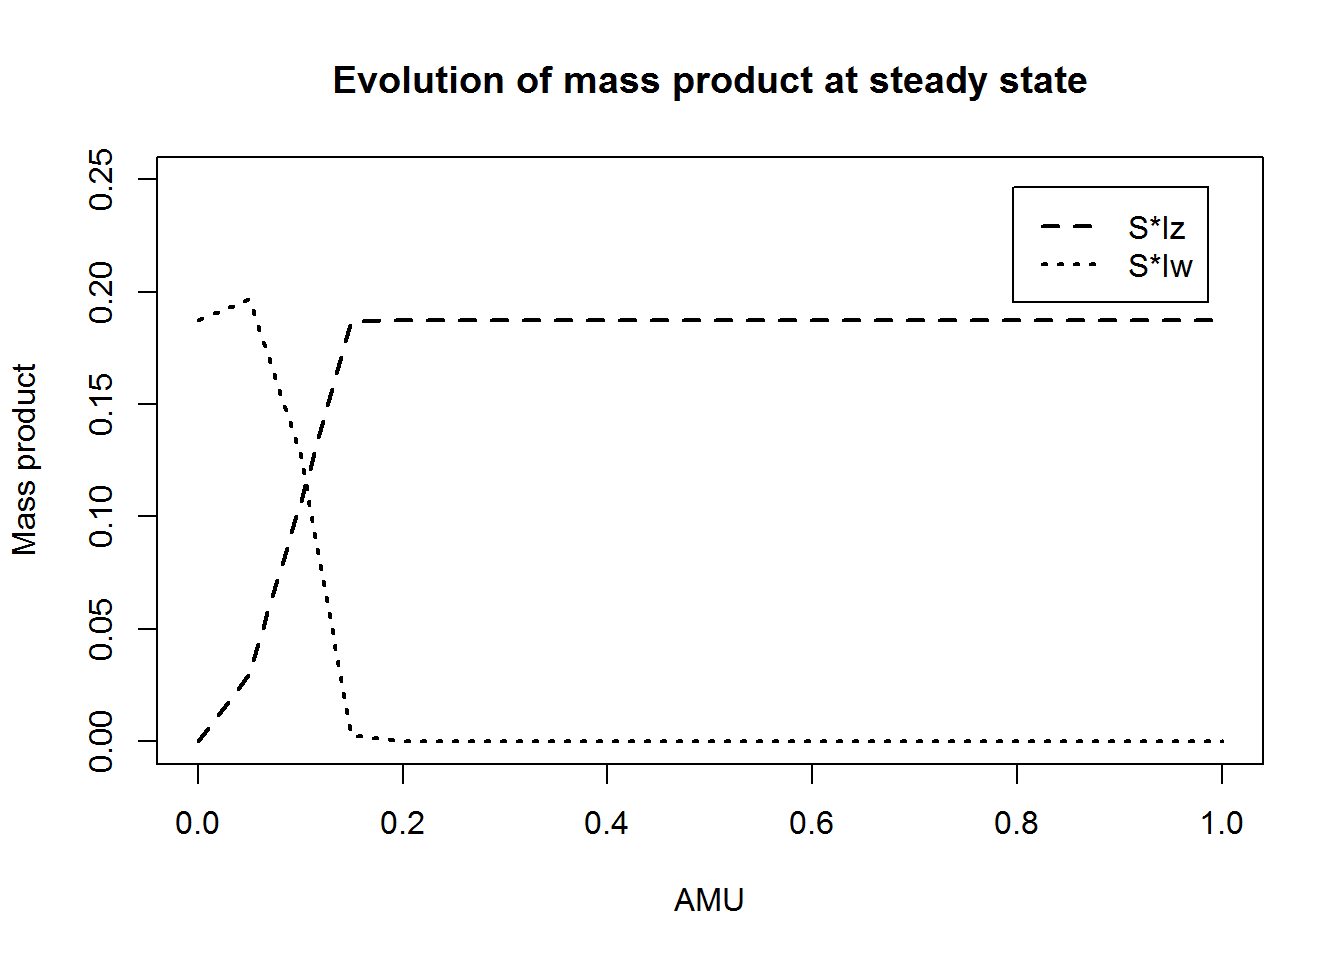 Evolution of mass product at steady state
0.25
0.20
0.15
0.10
0.05
0.00
Mass product
S*Iz
S*Iw
0.0 0.2 0.4 0.6 0.8 1.0
AMU